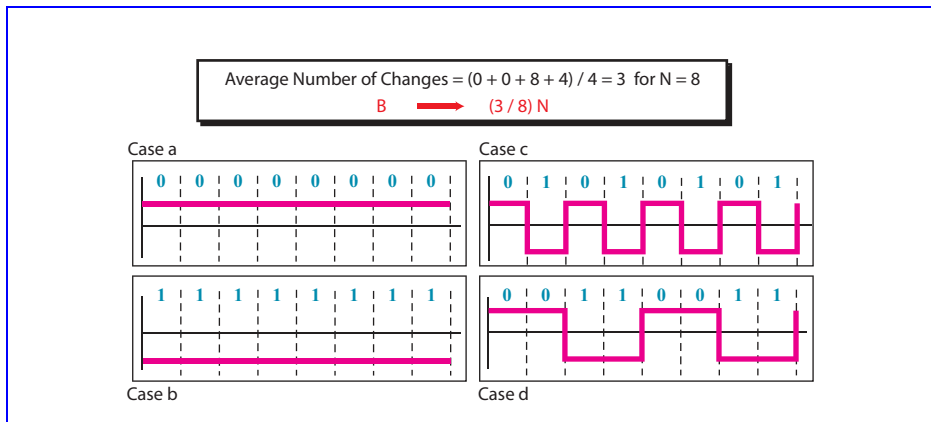 Average Number of Changes = (0 + 0 + 8 + 4) / 4 = 3 for N = 8
B (3 / 8) N
Case a
0 0 0 0 0 0 0 0
Case c
0 1 0 1 0 1 0 1
1 1 1 1 1 1 1 1
Case b
0 0 1 1 0 0 1 1
Case d